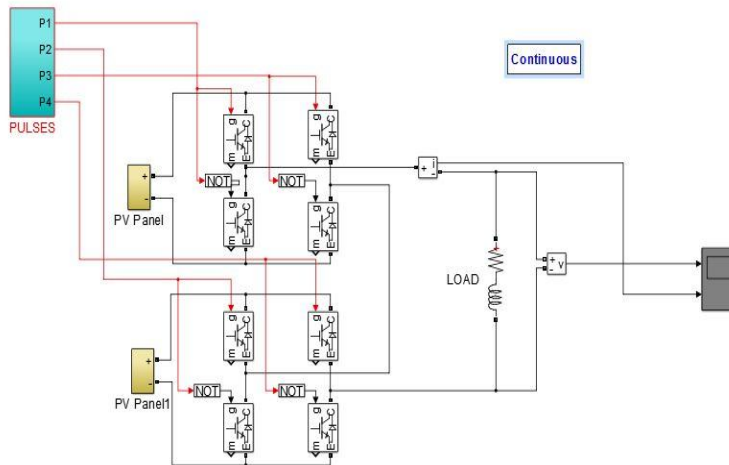 P1
P2
P3
P4
PULSES
Continuous
g C
m E
g C
m E
i
+
-
NOT
NOT
+
-
PV Panel
g C
m E
g C
m E
LOAD
+
-
v
g C
m E
g C
m E
+
-
PV Panel1
NOT
NOT
g C
m E
g C
m E